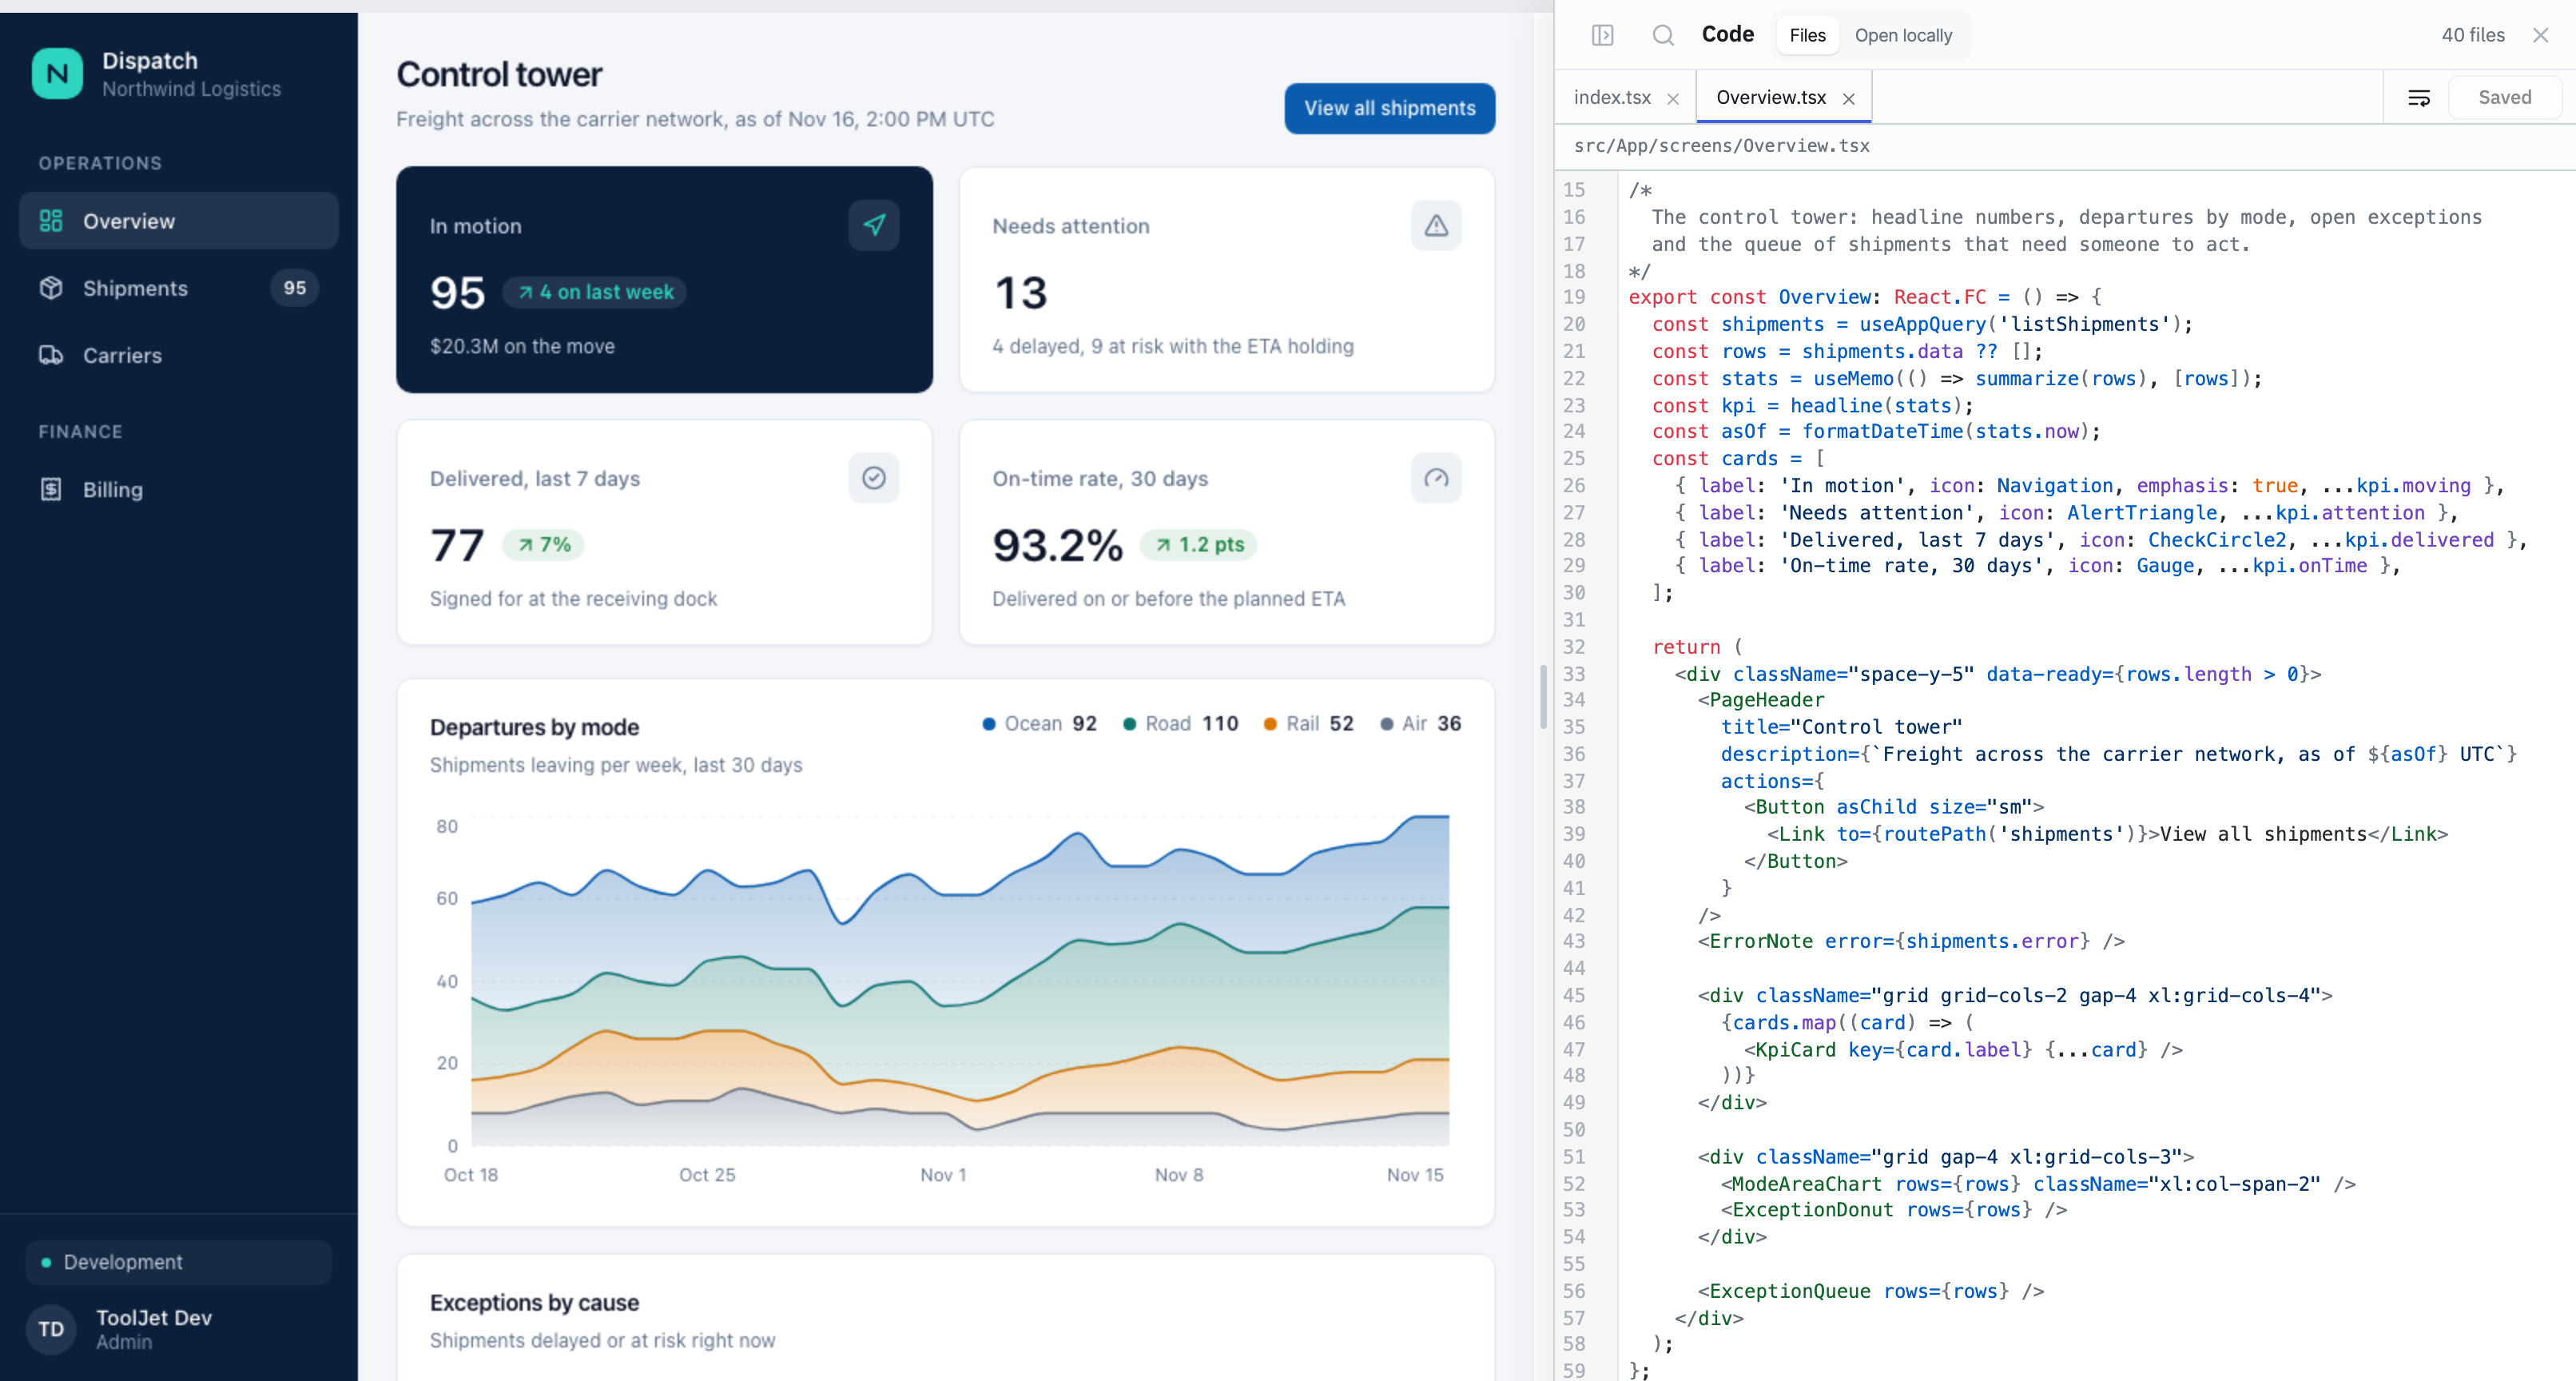 N
Dispatch
Northwind Logistics
OPERATIONS
Overview
Shipments 95
Carriers
FINANCE
Billing
Development
TD
ToolJet Dev
Admin
Control tower
Freight across the carrier network, as of Nov 16, 2:00 PM UTC
View all shipments
In motion
95 4 on last week
$20.3M on the move
Needs attention
13
4 delayed, 9 at risk with the ETA holding
Delivered, last 7 days
77 7%
Signed for at the receiving dock
On-time rate, 30 days
93.2% 1.2 pts
Delivered on or before the planned ETA
Departures by mode
Shipments leaving per week, last 30 days
Ocean 92 Road 110 Rail 52 Air 36
80
60
40
20
0
Oct 18 Oct 25 Nov 1 Nov 8 Nov 15
Exceptions by cause
Shipments delayed or at risk right now
Code Files Open locally 40 files
index.tsx Overview.tsx Saved
src/App/screens/Overview.tsx
15 /*
16   The control tower: headline numbers, departures by mode, open exceptions
17   and the queue of shipments that need someone to act.
18 */
19 export const Overview: React.FC = () => {
20   const shipments = useAppQuery('listShipments');
21   const rows = shipments.data ?? [];
22   const stats = useMemo(() => summarize(rows), [rows]);
23   const kpi = headline(stats);
24   const asOf = formatDateTime(stats.now);
25   const cards = [
26     { label: 'In motion', icon: Navigation, emphasis: true, ...kpi.moving },
27     { label: 'Needs attention', icon: AlertTriangle, ...kpi.attention },
28     { label: 'Delivered, last 7 days', icon: CheckCircle2, ...kpi.delivered },
29     { label: 'On-time rate, 30 days', icon: Gauge, ...kpi.onTime },
30   ];
31
32   return (
33     <div className="space-y-5" data-ready={rows.length > 0}>
34       <PageHeader
35         title="Control tower"
36         description={`Freight across the carrier network, as of ${asOf} UTC`}
37         actions={
38           <Button asChild size="sm">
39             <Link to={routePath('shipments')}>View all shipments</Link>
40           </Button>
41         }
42       />
43       <ErrorNote error={shipments.error} />
44
45       <div className="grid grid-cols-2 gap-4 xl:grid-cols-4">
46         {cards.map((card) => (
47           <KpiCard key={card.label} {...card} />
48         ))}
49       </div>
50
51       <div className="grid gap-4 xl:grid-cols-3">
52         <ModeAreaChart rows={rows} className="xl:col-span-2" />
53         <ExceptionDonut rows={rows} />
54       </div>
55
56       <ExceptionQueue rows={rows} />
57     </div>
58   );
59 };